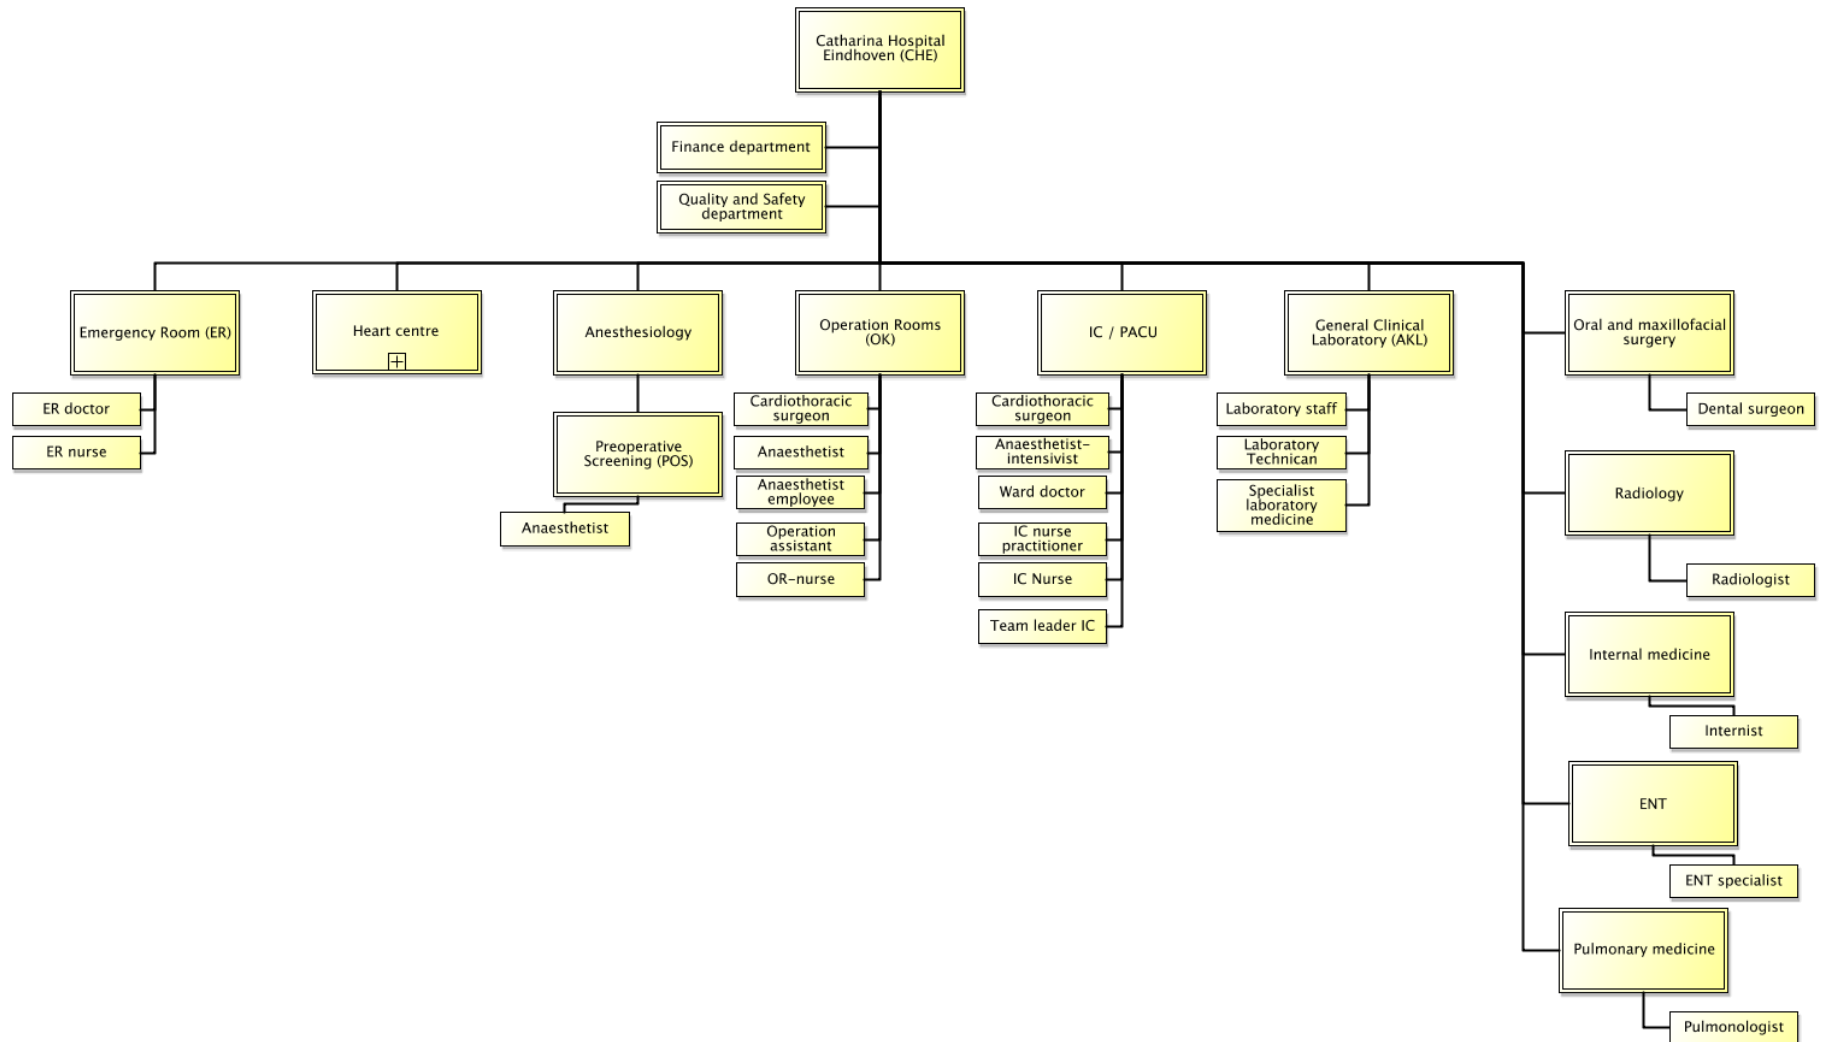 Catharina Hospital
Eindhoven (CHE)
Finance department
Quality and Safety
department
Emergency Room (ER)
Heart centre
Anesthesiology
Operation Rooms
(OK)
IC / PACU
General Clinical
Laboratory (AKL)
Oral and maxillofacial
surgery
ER doctor
ER nurse
Preoperative
Screening (POS)
Anaesthetist
Cardiothoracic
surgeon
Anaesthetist
Anaesthetist
employee
Operation
assistant
OR-nurse
Cardiothoracic
surgeon
Anaesthetist-
intensivist
Ward doctor
IC nurse
practitioner
IC Nurse
Team leader IC
Laboratory staff
Laboratory
Technican
Specialist
laboratory
medicine
Dental surgeon
Radiology
Radiologist
Internal medicine
Internist
ENT
ENT specialist
Pulmonary medicine
Pulmonologist